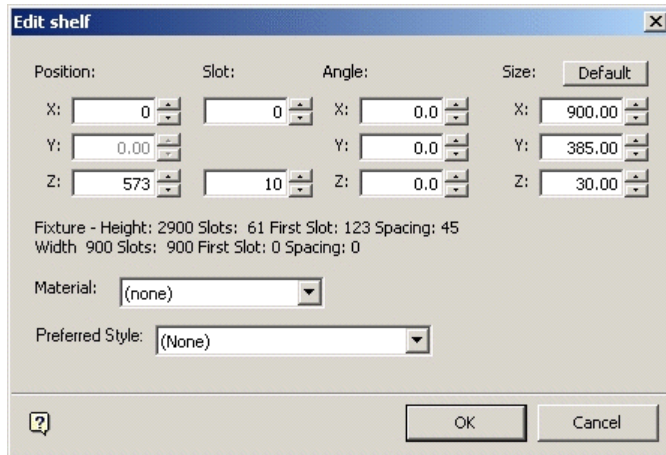 Edit shelf
Position: Slot: Angle: Size: Default
X: 0 0 X: 0.0 X: 900.00
Y: 0.00 Y: 0.0 Y: 385.00
Z: 573 10 Z: 0.0 Z: 30.00
Fixture - Height: 2900 Slots: 61 First Slot: 123 Spacing: 45
Width 900 Slots: 900 First Slot: 0 Spacing: 0
Material: (none)
Preferred Style: (None)
? OK Cancel